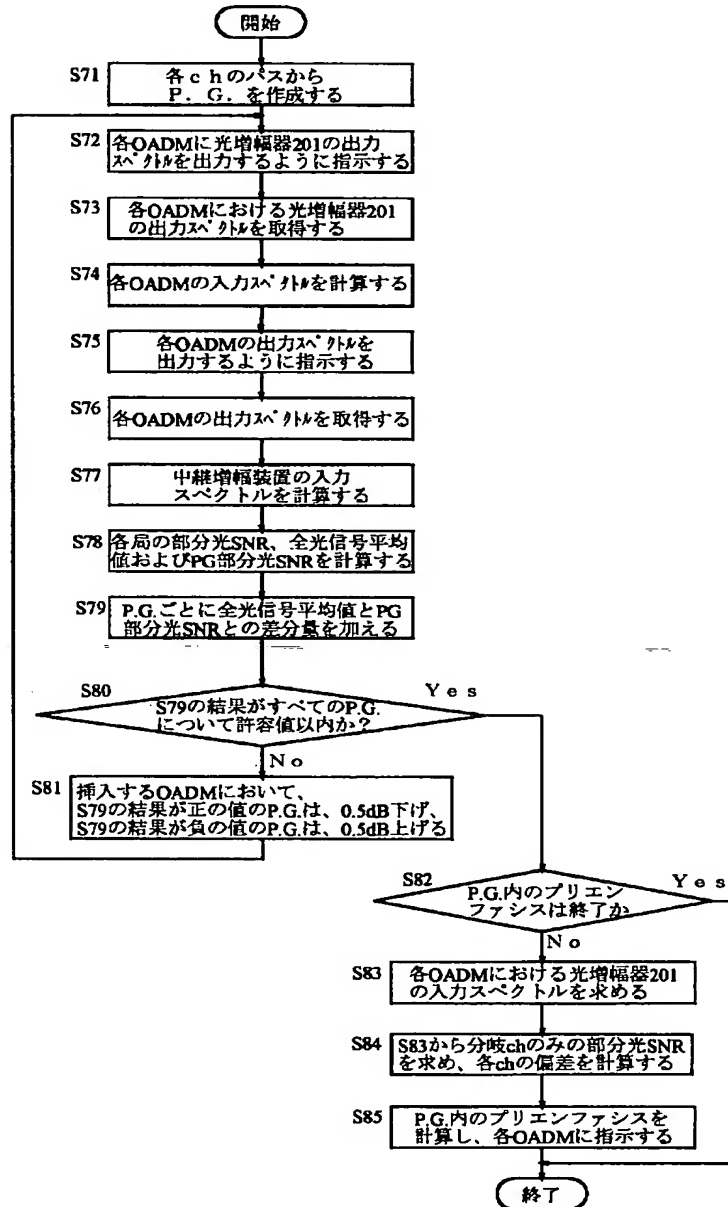 開始
S71
各ｃｈのパスから
Ｐ．Ｇ．を作成する
S72
各OADMに光増幅器201の出力
ｽﾍﾟｸﾄﾙを出力するように指示する
S73
各OADMにおける光増幅器201
の出力ｽﾍﾟｸﾄﾙを取得する
S74
各OADMの入力ｽﾍﾟｸﾄﾙを計算する
S75
各OADMの出力ｽﾍﾟｸﾄﾙを
出力するように指示する
S76
各OADMの出力ｽﾍﾟｸﾄﾙを取得する
S77
中継増幅装置の入力
スペクトルを計算する
S78
各局の部分光SNR、全光信号平均
値およびPG部分光SNRを計算する
S79
P.G.ごとに全光信号平均値とPG
部分光SNRとの差分量を加える
S80
S79の結果がすべてのP.G.
について許容値以内か？
Ｙｅｓ
Ｎｏ
S81
挿入するOADMにおいて、
S79の結果が正の値のP.G.は、0.5dB下げ、
S79の結果が負の値のP.G.は、0.5dB上げる
S82
P.G.内のプリエン
ファシスは終了か
Ｙｅｓ
Ｎｏ
S83
各OADMにおける光増幅器201
の入力スペクトルを求める
S84
S83から分岐chのみの部分光SNR
を求め、各chの偏差を計算する
S85
P.G.内のプリエンファシスを
計算し、各OADMに指示する
終了